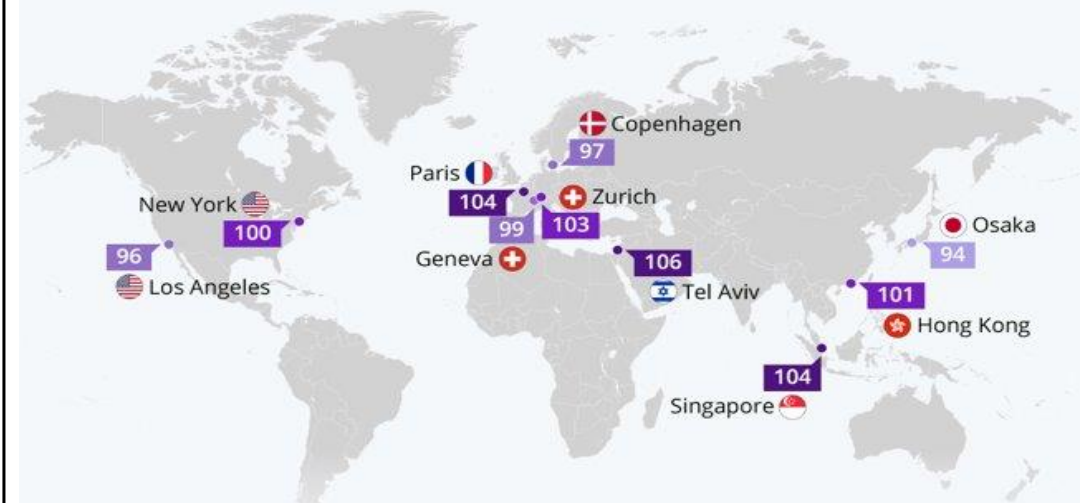 Copenhagen
97
Paris
104
Zurich
103
99
Geneva
New York
100
96
Los Angeles
106
Tel Aviv
Osaka
94
101
Hong Kong
104
Singapore